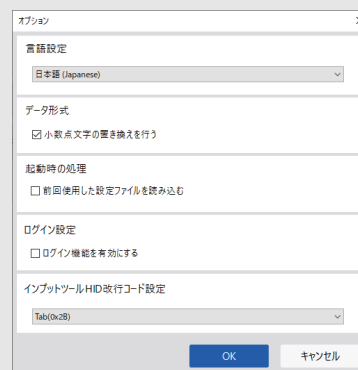 オプション
言語設定
日本語 (Japanese)
データ形式
小数点文字の置き換えを行う
起動時の処理
前回使用した設定ファイルを読み込む
ログイン設定
ログイン機能を有効にする
インプットツールHID改行コード設定
Tab(0x2B)
OK
キャンセル